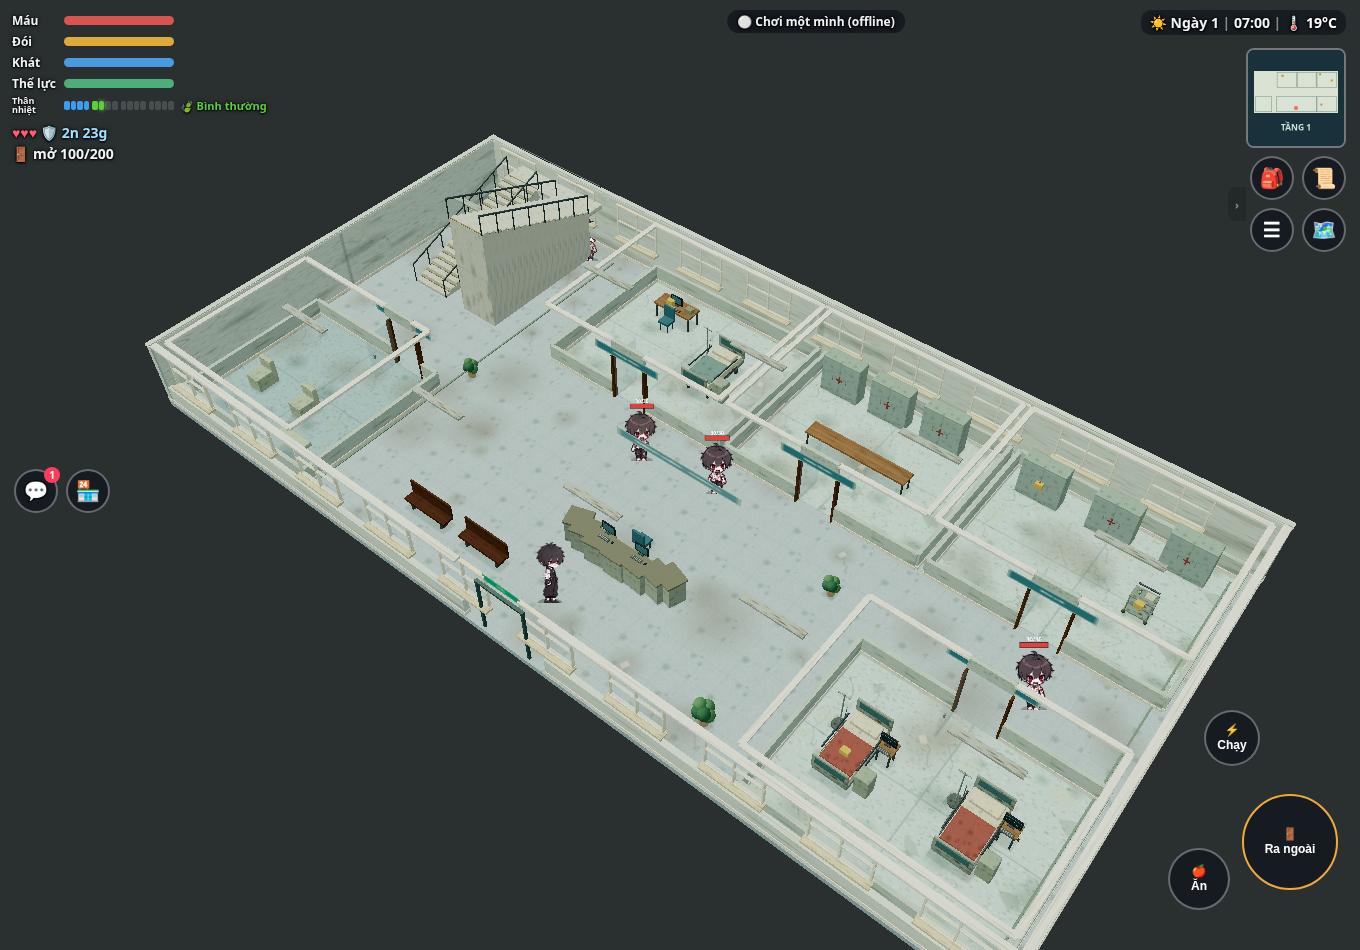 Máu
Đói
Khát
Thể lực
Thân nhiệt
Bình thường
2n 23g
mở 100/200
Chơi một mình (offline)
Ngày 1 | 07:00 | 19°C
TẦNG 1
›
1
24
Chạy
Ra ngoài
Ăn